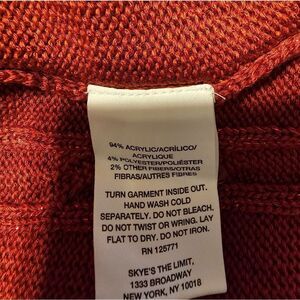 94% ACRYLIC/ACRÍLICO/
ACRYLIQUE
4% POLYESTER/POLIÉSTER
2% OTHER FIBERS/OTRAS
FIBRAS/AUTRES FIBRES
TURN GARMENT INSIDE OUT.
HAND WASH COLD
SEPARATELY. DO NOT BLEACH.
DO NOT TWIST OR WRING. LAY
FLAT TO DRY. DO NOT IRON.
RN 125771
SKYE'S THE LIMIT,
1333 BROADWAY
NEW YORK, NY 10018